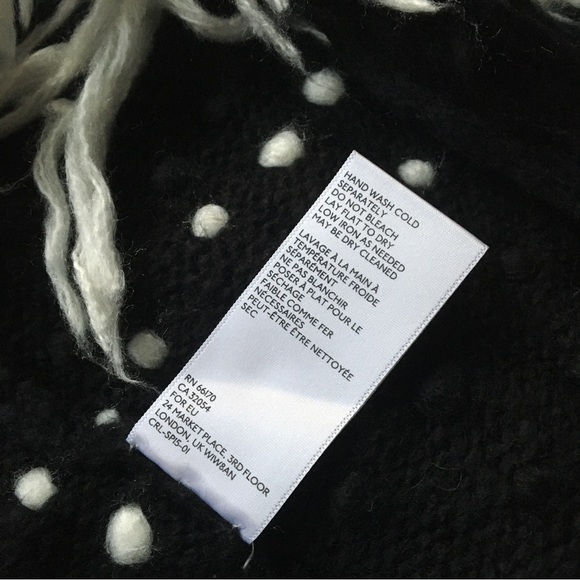 HAND WASH COLD
SEPARATELY
DO NOT BLEACH
LAY FLAT TO DRY
LOW IRON AS NEEDED
MAY BE DRY CLEANED
LAVAGE À LA MAIN À
TEMPÉRATURE FROIDE
SÉPARÉMENT
NE PAS BLANCHIR
POSER À PLAT POUR LE
SÉCHAGE
FAIBLE COMME FER
NÉCESSAIRES
PEUT-ÊTRE ÊTRE NETTOYÉE
SEC
RN 66170
CA 32054
FOR EU
24 MARKET PLACE, 3RD FLOOR
LONDON, UK W1W8AN
CRL-SP15-01